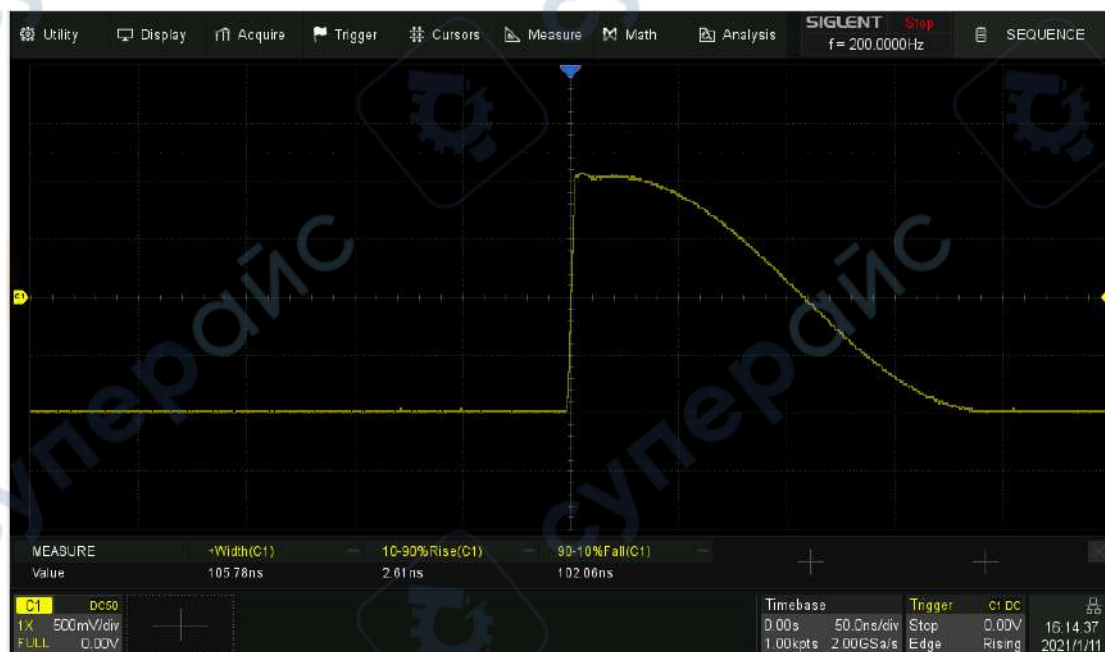 Utility Display Acquire Trigger Cursors Measure Math Analysis SIGLENT Stop SEQUENCE
f = 200.0000Hz
C1
суперайс
суперайс
MEASURE +Width(C1) 10-90%Rise(C1) 90-10%Fall(C1)
Value 105.78ns 2.61ns 102.06ns
C1 DC50 Timebase Trigger C1 DC
1X 500mV/div 0.00s 50.0ns/div Stop 0.00V 16:14:37
FULL 0.00V 1.00kpts 2.00GSa/s Edge Rising 2021/1/11